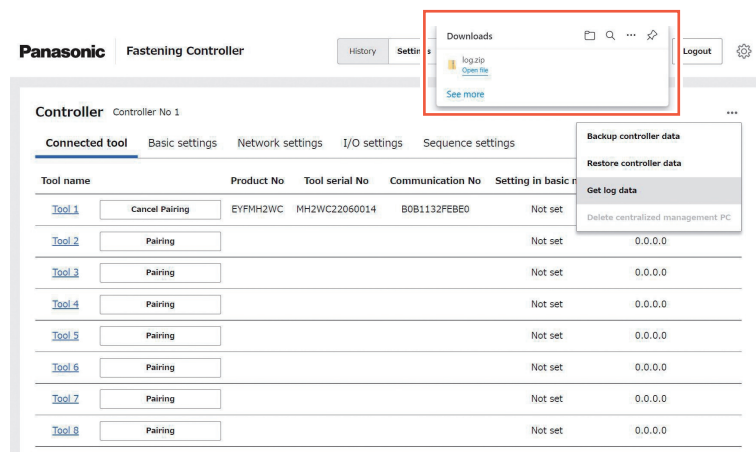 Downloads
log.zip
Open file
See more
Panasonic Fastening Controller History Logout
Controller Controller No 1
Connected tool Basic settings Network settings I/O settings Sequence settings
Backup controller data
Restore controller data
Get log data
Delete centralized management PC
Tool name Product No Tool serial No Communication No Setting in basic
Tool 1 Cancel Pairing EYFMH2WC MH2WC22060014 B0B1132FEBE0 Not set
Tool 2 Pairing Not set 0.0.0.0
Tool 3 Pairing Not set 0.0.0.0
Tool 4 Pairing Not set 0.0.0.0
Tool 5 Pairing Not set 0.0.0.0
Tool 6 Pairing Not set 0.0.0.0
Tool 7 Pairing Not set 0.0.0.0
Tool 8 Pairing Not set 0.0.0.0